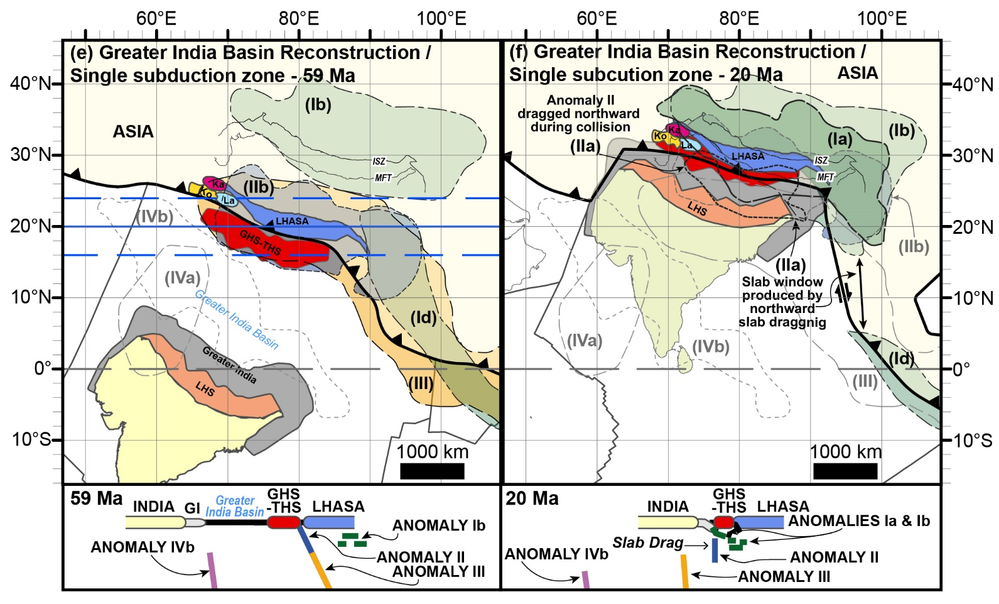 60°E 80°E 100°E 60°E 80°E 100°E
(e) Greater India Basin Reconstruction /
Single subduction zone - 59 Ma
40°N
30°N
20°N
10°N
0°
10°S
ASIA
(Ib)
ISZ
MFT
Ka
Ko
La
(IIb)
(IVb)
LHASA
GHS-THS
(IVa)
Greater India Basin
(Id)
Greater India
LHS
(III)
1000 km
(f) Greater India Basin Reconstruction /
Single subcution zone - 20 Ma
ASIA
40°N
30°N
20°N
10°N
0°
10°S
Anomaly II
dragged northward
during collision
(IIa)
Ka
Ko
La
(Ia)
(Ib)
LHASA
ISZ
MFT
LHS
(IIb)
(IIa)
Slab window
produced by
northward
slab draggnig
(IVa)
(IVb)
(Id)
(III)
1000 km
59 Ma
INDIA
GI
Greater
India Basin
GHS
-THS
LHASA
ANOMALY Ib
ANOMALY IVb
ANOMALY II
ANOMALY III
20 Ma
INDIA
GHS
-THS
LHASA
ANOMALIES Ia & Ib
Slab Drag
ANOMALY IVb
ANOMALY II
ANOMALY III